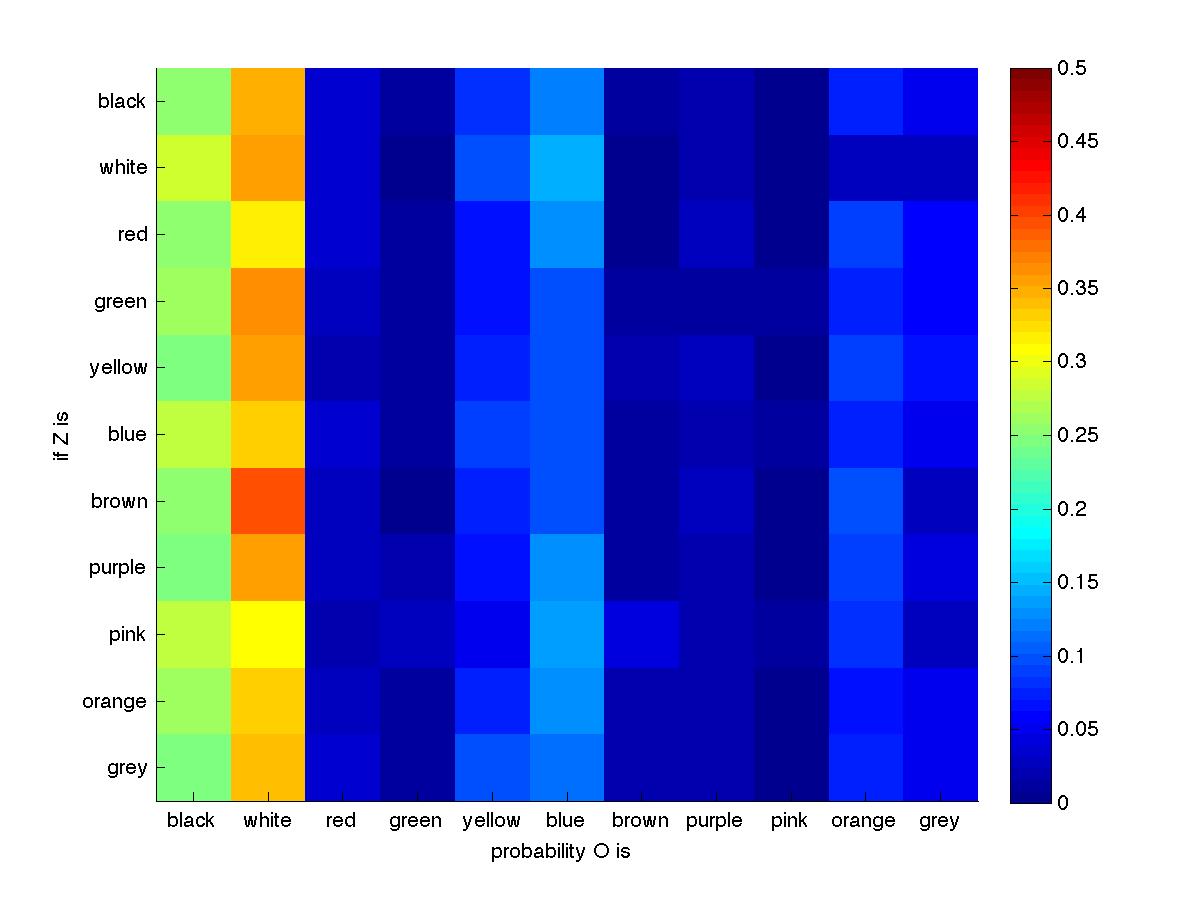 black
white
red
green
yellow
blue
brown
purple
pink
orange
grey
if Z is
black white red green yellow blue brown purple pink orange grey
probability O is
0.5
0.45
0.4
0.35
0.3
0.25
0.2
0.15
0.1
0.05
0